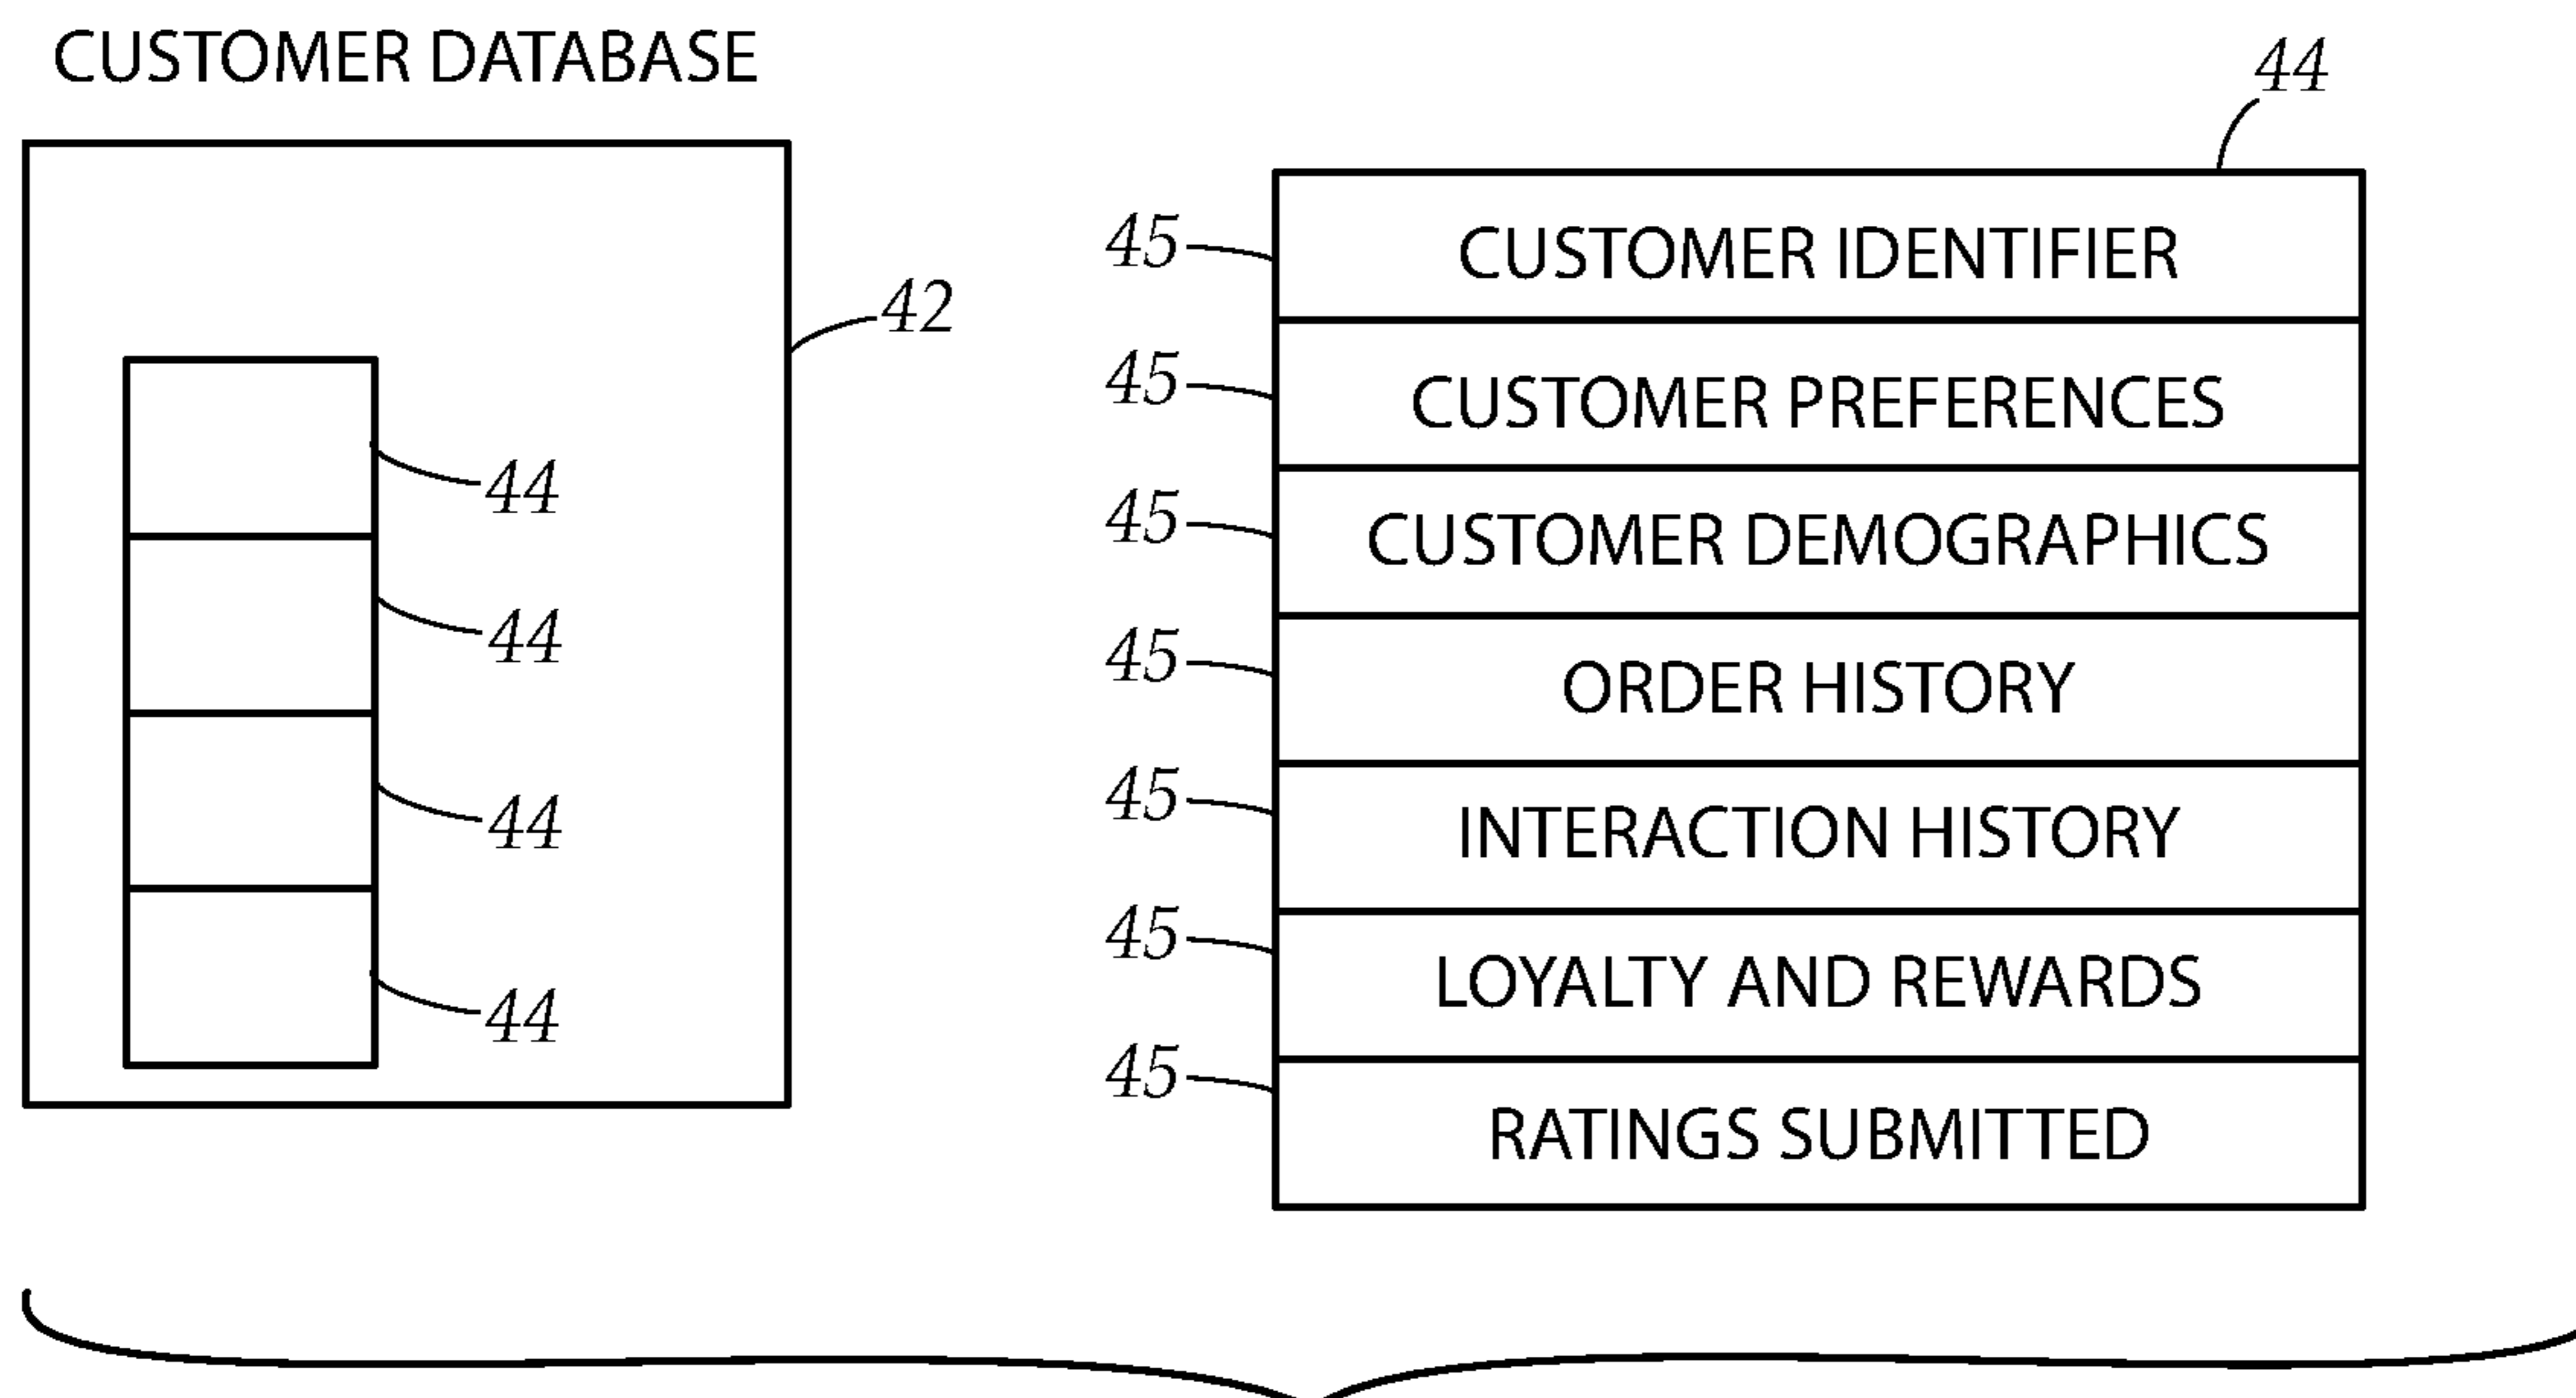 CUSTOMER DATABASE
42
44
44
44
44
44
45 CUSTOMER IDENTIFIER
45 CUSTOMER PREFERENCES
45 CUSTOMER DEMOGRAPHICS
45 ORDER HISTORY
45 INTERACTION HISTORY
45 LOYALTY AND REWARDS
45 RATINGS SUBMITTED